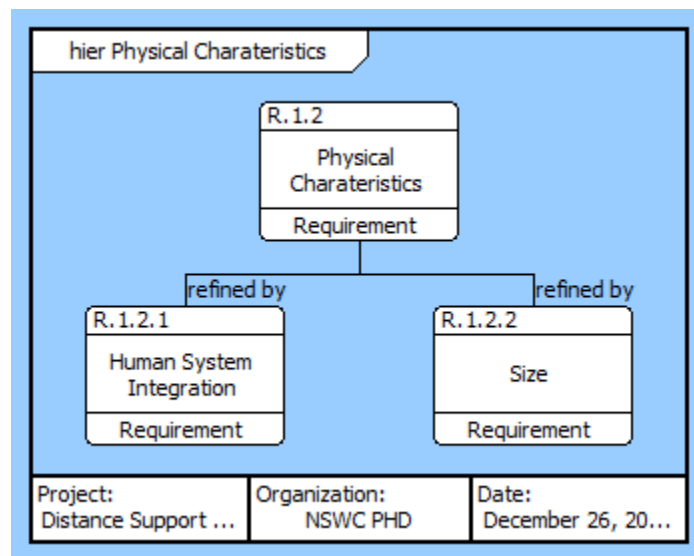 hier Physical Charateristics
R.1.2
Physical
Charateristics
Requirement
refined by
refined by
R.1.2.1
Human System
Integration
Requirement
R.1.2.2
Size
Requirement
Project:
Distance Support ...
Organization:
NSWC PHD
Date:
December 26, 20...